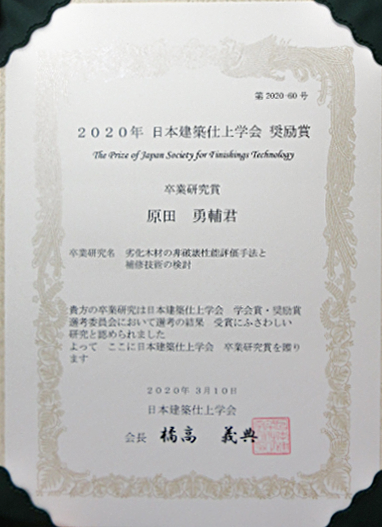 第2020-60号
2020年 日本建築仕上学会 奨励賞
The Prize of Japan Society for Finishings Technology
卒業研究賞
原田 勇輔君
卒業研究名 劣化木材の非破壊性能評価手法と
補修技術の検討
貴方の卒業研究は日本建築仕上学会 学会賞・奨励賞
選考委員会において選考の結果 受賞にふさわしい
研究と認められました
よって ここに日本建築仕上学会 卒業研究賞を贈り
ます
2020年 3月10日
日本建築仕上学会
会長 橘高 義典